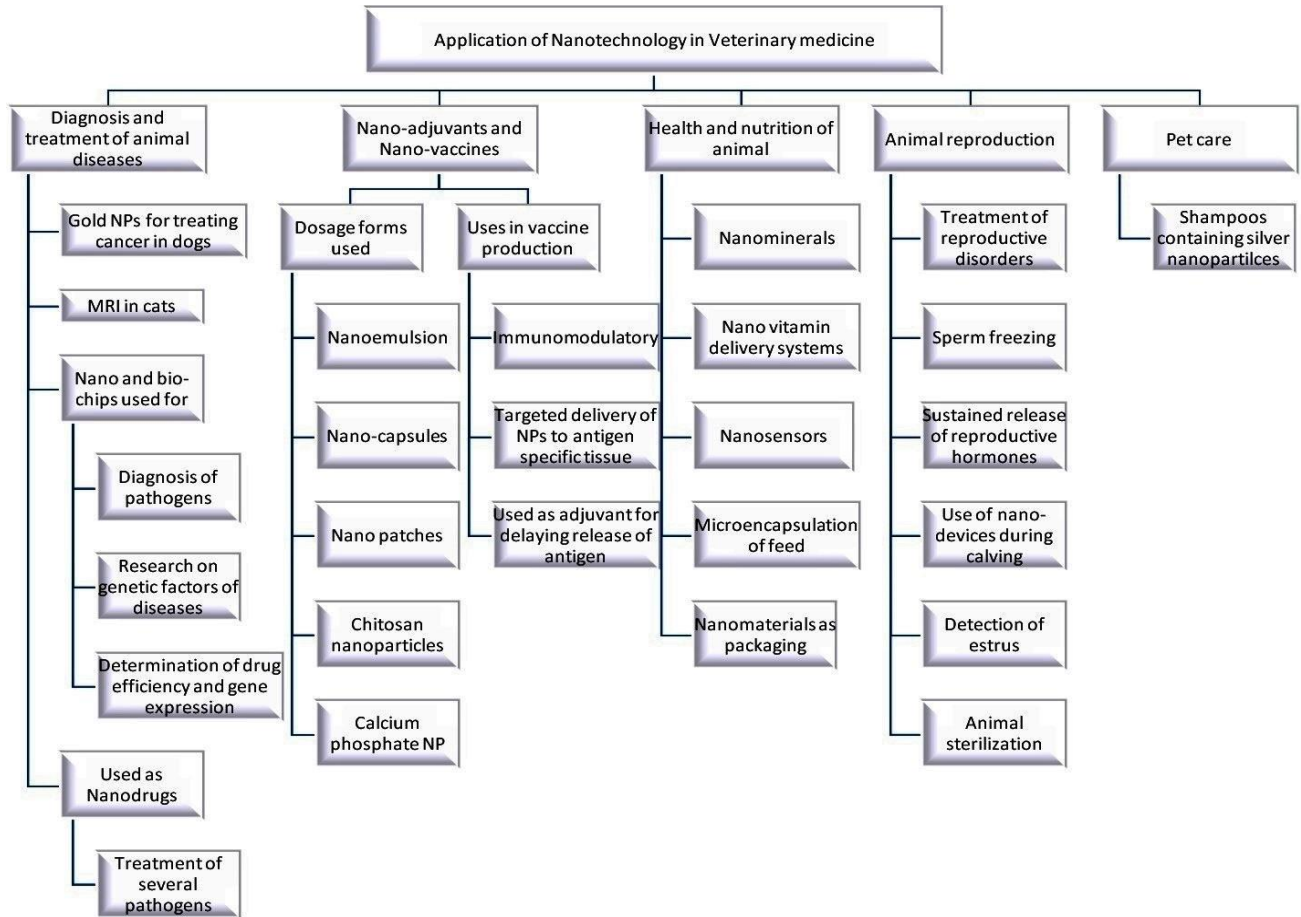 Application of Nanotechnology in Veterinary medicine
Diagnosis and
treatment of animal
diseases
Gold NPs for treating
cancer in dogs
MRI in cats
Nano and bio-
chips used for
Diagnosis of
pathogens
Research on
genetic factors of
diseases
Determination of drug
efficiency and gene
expression
Used as
Nanodrugs
Treatment of
several
pathogens
Nano-adjuvants and
Nano-vaccines
Dosage forms
used
Nanoemulsion
Nano-capsules
Nano patches
Chitosan
nanoparticles
Calcium
phosphate NP
Uses in vaccine
production
Immunomodulatory
Targeted delivery of
NPs to antigen
specific tissue
Used as adjuvant for
delaying release of
antigen
Health and nutrition of
animal
Nanominerals
Nano vitamin
delivery systems
Nanosensors
Microencapsulation
of feed
Nanomaterials as
packaging
Animal reproduction
Treatment of
reproductive
disorders
Sperm freezing
Sustained release
of reproductive
hormones
Use of nano-
devices during
calving
Detection of
estrus
Animal
sterilization
Pet care
Shampoos
containing silver
nanopartilces